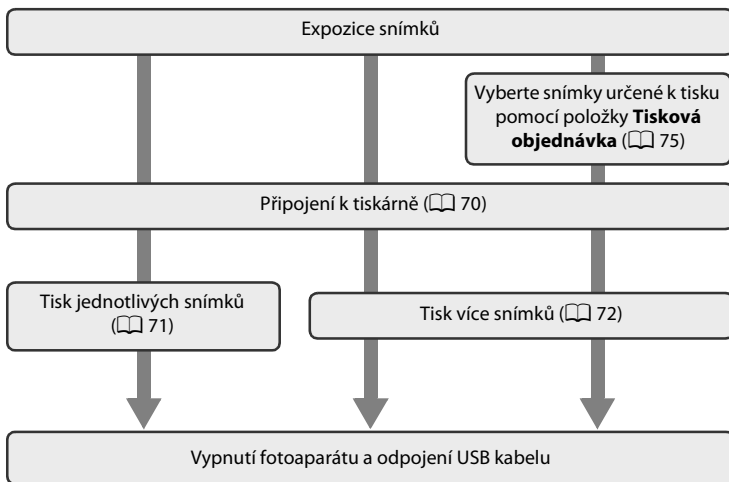 Expozice snímků
Vyberte snímky určené k tisku
pomocí položky Tisková
objednávka (📖 75)
Připojení k tiskárně (📖 70)
Tisk jednotlivých snímků
(📖 71)
Tisk více snímků (📖 72)
Vypnutí fotoaparátu a odpojení USB kabelu